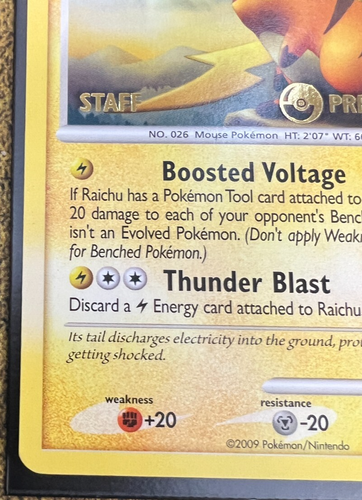 STAFF
NO. 026 Mouse Pokémon HT: 2'07" WT: 6
Boosted Voltage
If Raichu has a Pokémon Tool card attached to
20 damage to each of your opponent's Benc
isn't an Evolved Pokémon. (Don't apply Weak
for Benched Pokémon.)
Thunder Blast
Discard a Energy card attached to Raichu
Its tail discharges electricity into the ground, pro
getting shocked.
weakness resistance
+20 -20
©2009 Pokémon/Nintendo